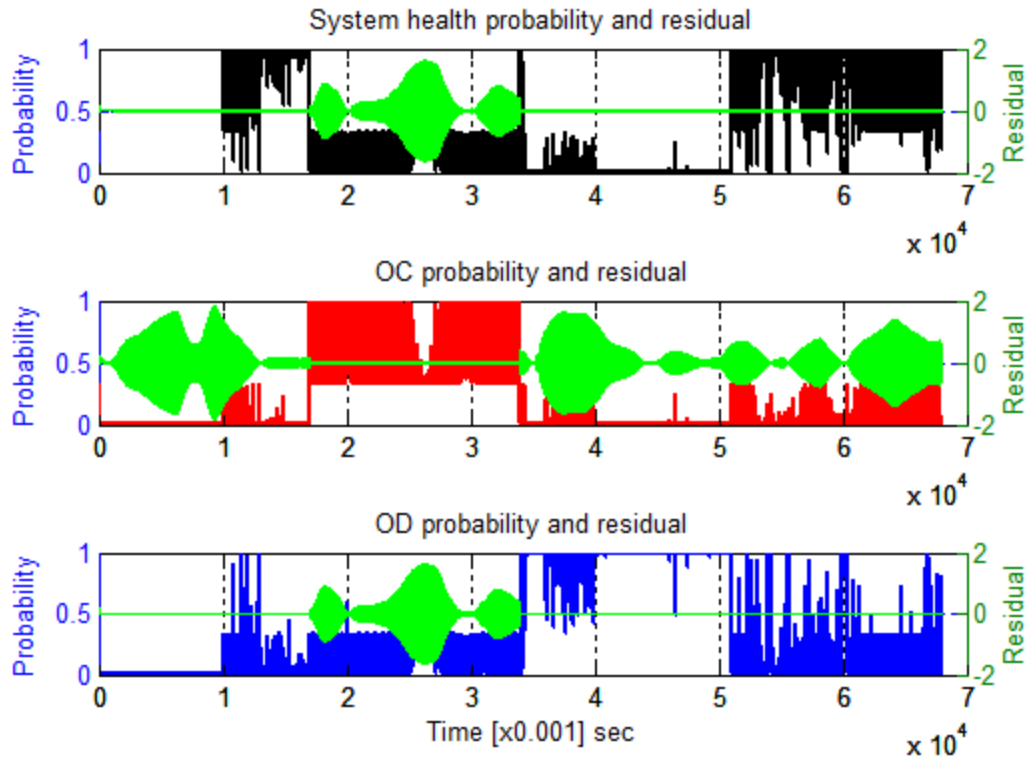 System health probability and residual
Probability
1
0.5
0
2
0
-2
Residual
0 1 2 3 4 5 6 7
x 10^4
OC probability and residual
Probability
1
0.5
0
2
0
-2
Residual
0 1 2 3 4 5 6 7
x 10^4
OD probability and residual
Probability
1
0.5
0
2
0
-2
Residual
0 1 2 3 4 5 6 7
Time [x0.001] sec
x 10^4